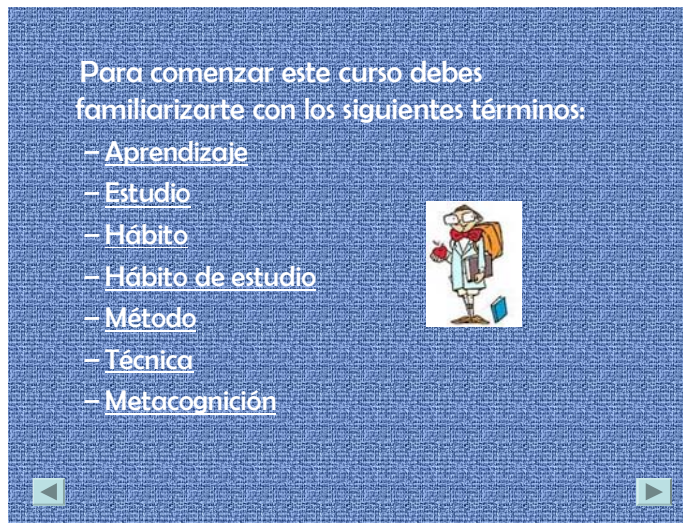 Para comenzar este curso debes
familiarizarte con los siguientes términos:
– Aprendizaje
– Estudio
– Hábito
– Hábito de estudio
– Método
– Técnica
– Metacognición